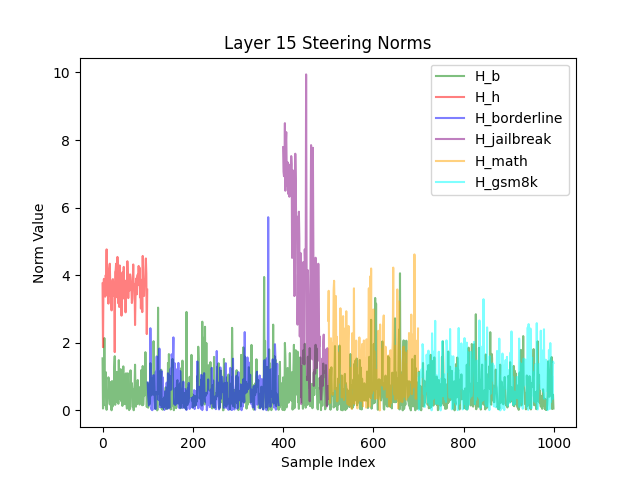 Layer 15 Steering Norms
10
8
6
4
2
0
Norm Value
H_b
H_h
H_borderline
H_jailbreak
H_math
H_gsm8k
0 200 400 600 800 1000
Sample Index